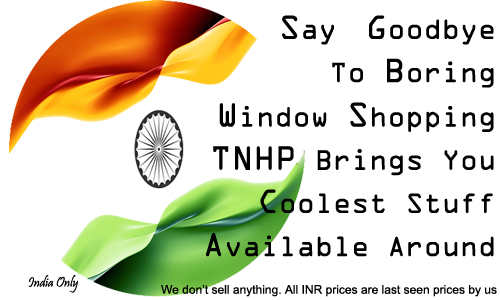 Say Goodbye
To Boring
Window Shopping
TNHP Brings You
Coolest Stuff
Available Around
India Only
We don't sell anything. All INR prices are last seen prices by us